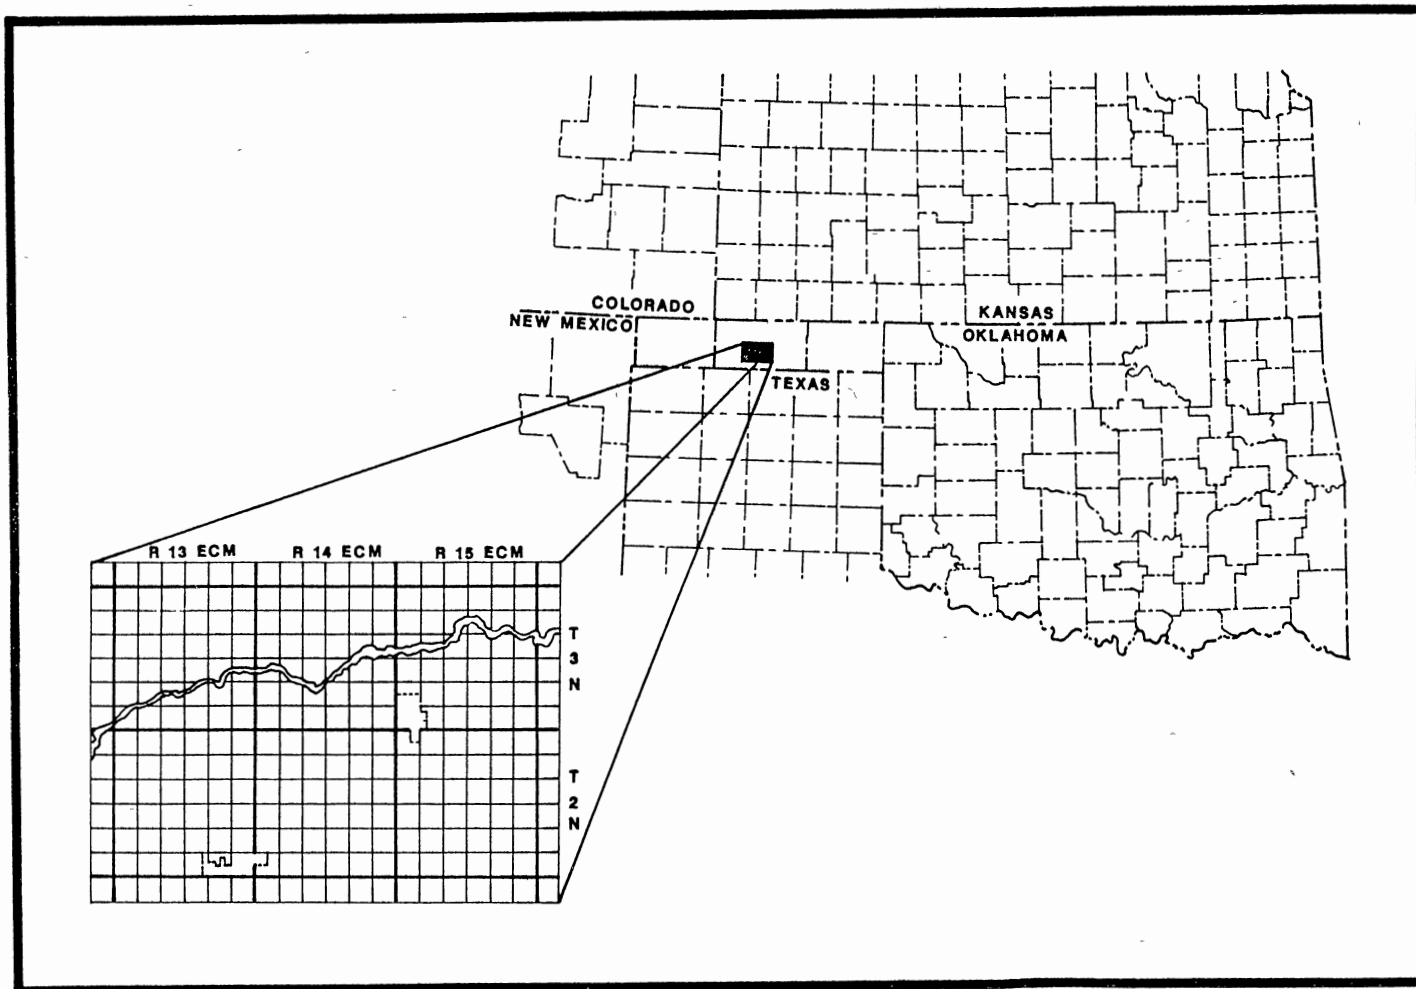 COLORADO
KANSAS
NEW MEXICO
OKLAHOMA
TEXAS
R 13 ECM
R 14 ECM
R 15 ECM
T
3
N
T
2
N